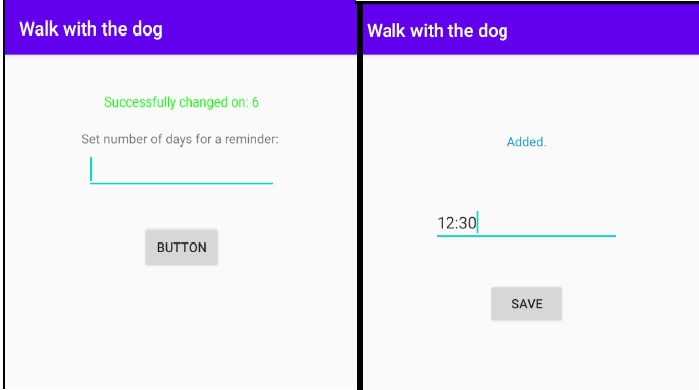 Walk with the dog
Successfully changed on: 6
Set number of days for a reminder:
BUTTON
Walk with the dog
Added.
12:30
SAVE